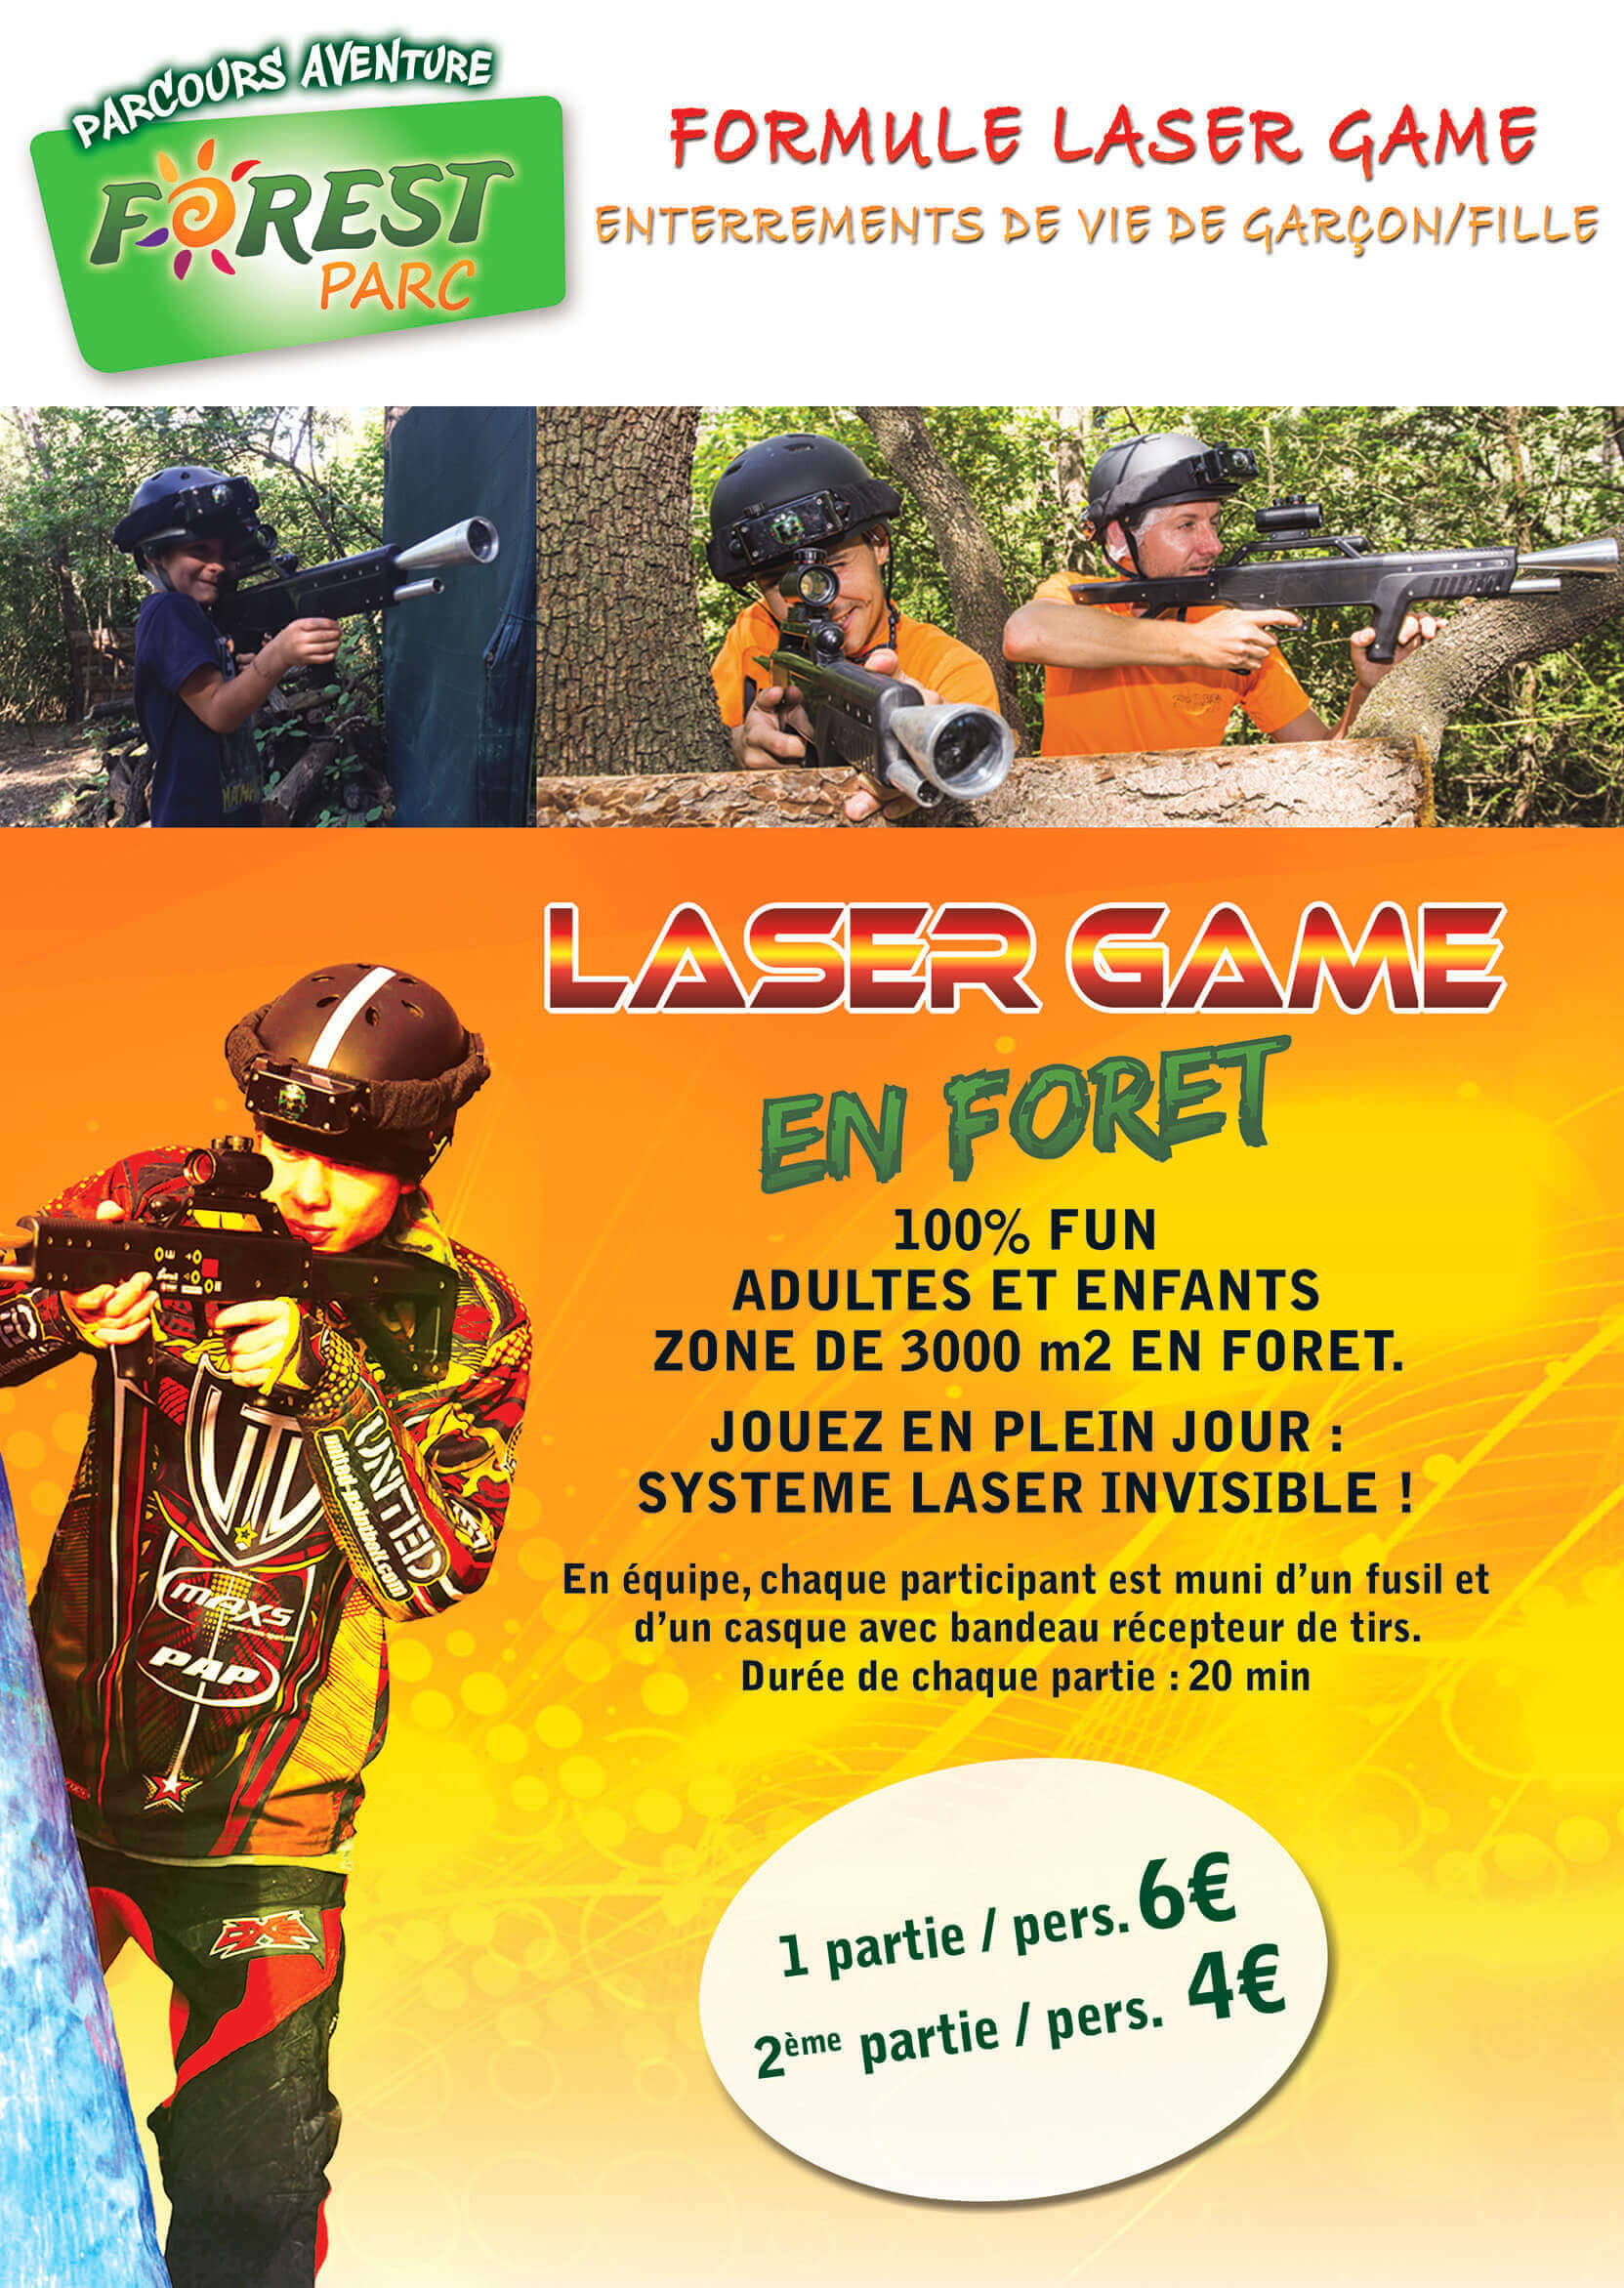 PARCOURS AVENTURE
FOREST
PARC
FORMULE LASER GAME
ENTERREMENTS DE VIE DE GARÇON/FILLE
LASER GAME
EN FORET
100% FUN
ADULTES ET ENFANTS
ZONE DE 3000 m2 EN FORET.
JOUEZ EN PLEIN JOUR :
SYSTEME LASER INVISIBLE !
En équipe, chaque participant est muni d'un fusil et
d'un casque avec bandeau récepteur de tirs.
Durée de chaque partie : 20 min
1 partie / pers. 6€
2ème partie / pers. 4€
UNITED
united-paintball.com
MAXS
PAP